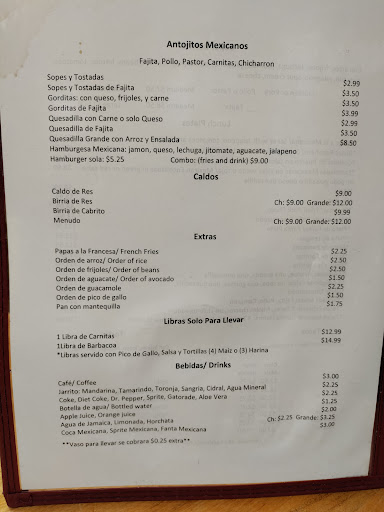 Antojitos Mexicanos
Fajita, Pollo, Pastor, Carnitas, Chicharron
Sopes y Tostadas $2.99
Sopes y Tostadas de Fajita $3.50
Gorditas: con queso, frijoles, y carne $3.50
Gorditas de Fajita $3.99
Quesadilla con Carne o solo Queso $2.99
Quesadilla de Fajita $3.50
Quesadilla Grande con Arroz y Ensalada $8.50
Hamburgesa Mexicana: jamon, queso, lechuga, jitomate, aguacate, jalapeno
Hamburger sola: $5.25 Combo: (fries and drink) $9.00
Caldos
Caldo de Res $9.00
Birria de Res Ch: $9.00 Grande: $12.00
Birria de Cabrito $9.99
Menudo Ch: $9.00 Grande: $12.00
Extras
Papas a la Francesa/ French Fries $2.25
Orden de arroz/ Order of rice $2.50
Orden de frijoles/ Order of beans $2.50
Orden de aguacate/ Order of avocado $1.50
Orden de guacamole $2.25
Orden de pico de gallo $1.50
Pan con mantequilla $1.75
Libras Solo Para Llevar
1 Libra de Carnitas $12.99
1Libra de Barbacoa $14.99
*Libras servido con Pico de Gallo, Salsa y Tortillas (4) Maiz o (3) Harina
Bebidas/ Drinks
Café/ Coffee $3.00
Jarrito: Mandarina, Tamarindo, Toronja, Sangria, Cidral, Agua Mineral $2.25
Coke, Diet Coke, Dr. Pepper, Sprite, Gatorade, Aloe Vera $2.25
Botella de agua/ Bottled water $1.25
Apple Juice, Orange Juice $2.00
Agua de Jamaica, Limonada, Horchata Ch: $2.25 Grande: $3.25
Coca Mexicana, Sprite Mexicana, Fanta Mexicana $3.00
**Vaso para llevar se cobrara $0.25 extra**